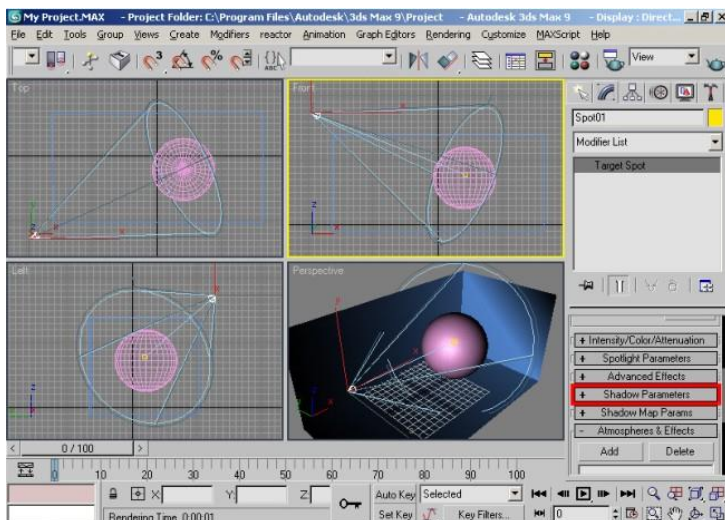 My Project.MAX - Project Folder: C:\Program Files\Autodesk\3ds Max 9\Project - Autodesk 3ds Max 9 - Display : Direct...
File Edit Tools Group Views Create Modifiers reactor Animation Graph Editors Rendering Customize MAXScript Help
View
Top
Front
Spot01
Modifier List
Target Spot
Left
Perspective
Intensity/Color/Attenuation
Spotlight Parameters
Advanced Effects
Shadow Parameters
Shadow Map Params
Atmospheres & Effects
Add Delete
0 / 100
0 10 20 30 40 50 60 70 80 90 100
X: Y: Z: Auto Key Selected
Rendering Time 0:00:01 Set Key Key Filters... 0